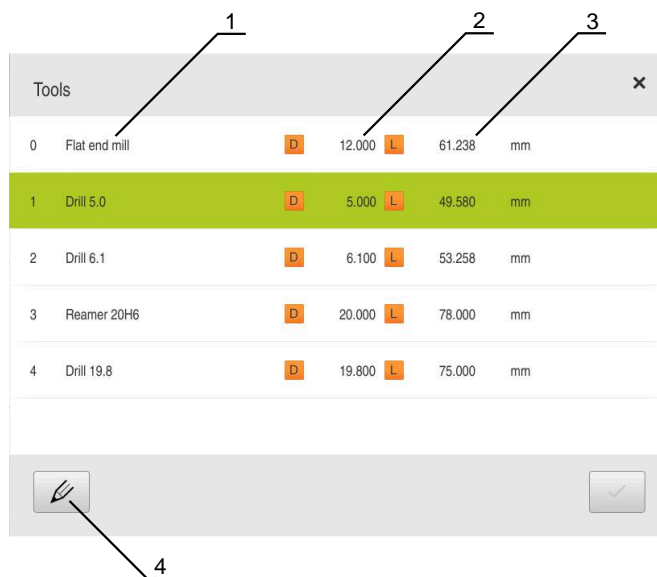 1 2 3
Tools ×
0 Flat end mill D 12.000 L 61.238 mm
1 Drill 5.0 D 5.000 L 49.580 mm
2 Drill 6.1 D 6.100 L 53.258 mm
3 Reamer 20H6 D 20.000 L 78.000 mm
4 Drill 19.8 D 19.800 L 75.000 mm
4